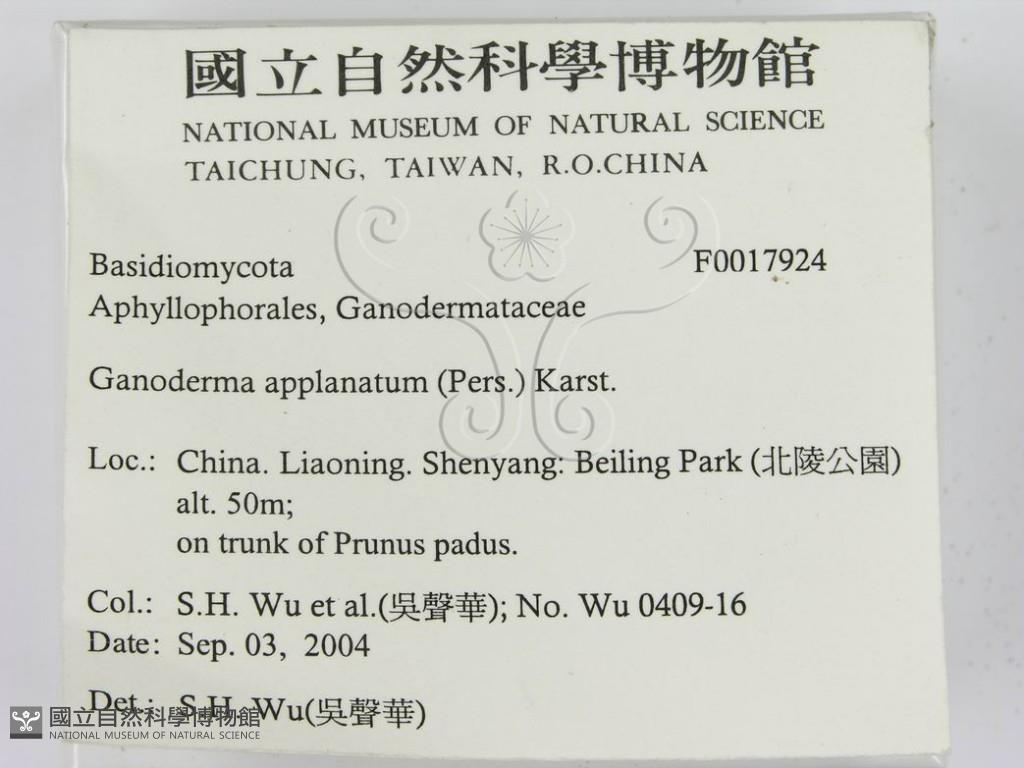 國立自然科學博物館
NATIONAL MUSEUM OF NATURAL SCIENCE
TAICHUNG, TAIWAN, R.O.CHINA
Basidiomycota F0017924
Aphyllophorales, Ganodermataceae
Ganoderma applanatum (Pers.) Karst.
Loc.: China. Liaoning. Shenyang: Beiling Park (北陵公園)
alt. 50m;
on trunk of Prunus padus.
Col.: S.H. Wu et al.(吳聲華); No. Wu 0409-16
Date: Sep. 03, 2004
Det.: S.H. Wu(吳聲華)
國立自然科學博物館
NATIONAL MUSEUM OF NATURAL SCIENCE